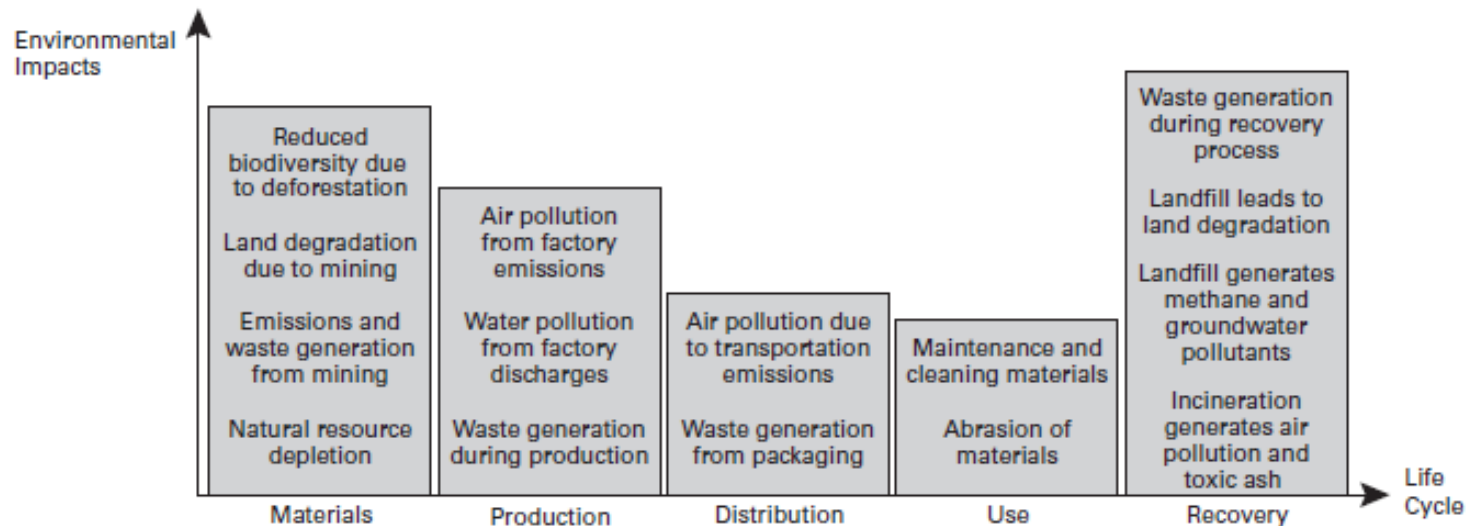 Environmental
Impacts
Reduced
biodiversity due
to deforestation
Land degradation
due to mining
Emissions and
waste generation
from mining
Natural resource
depletion
Air pollution
from factory
emissions
Water pollution
from factory
discharges
Waste generation
during production
Air pollution due
to transportation
emissions
Waste generation
from packaging
Maintenance and
cleaning materials
Abrasion of
materials
Waste generation
during recovery
process
Landfill leads to
land degradation
Landfill generates
methane and
groundwater
pollutants
Incineration
generates air
pollution and
toxic ash
Life
Cycle
Materials
Production
Distribution
Use
Recovery